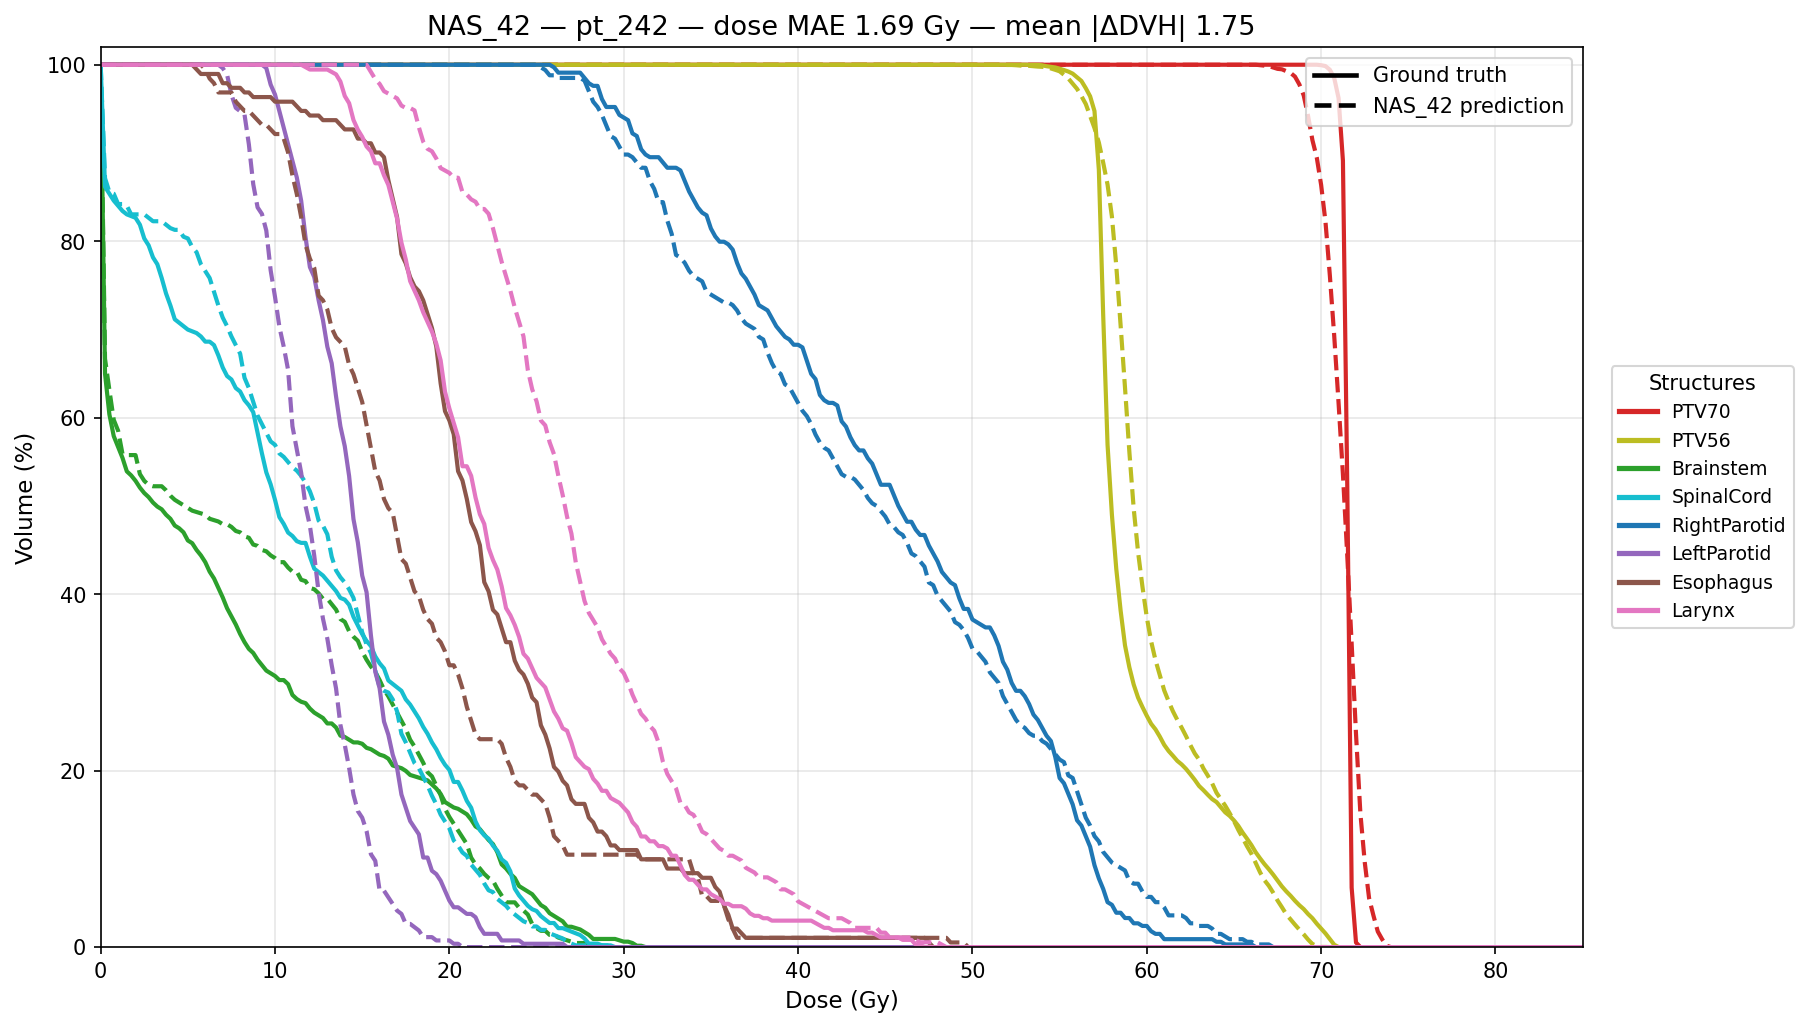 NAS_42 — pt_242 — dose MAE 1.69 Gy — mean |ΔDVH| 1.75
Ground truth
NAS_42 prediction
100
80
60
40
20
0
Volume (%)
0 10 20 30 40 50 60 70 80
Dose (Gy)
Structures
PTV70
PTV56
Brainstem
SpinalCord
RightParotid
LeftParotid
Esophagus
Larynx